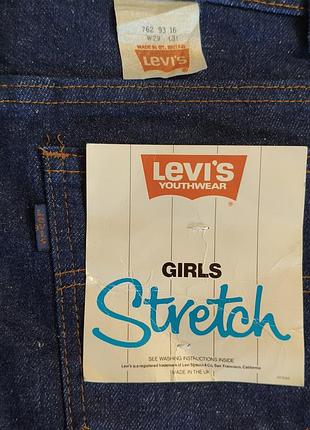 762 93 16
W29
MADE IN GT. BRITAIN
Levi's
LEVI'S
LEVI'S
YOUTHWEAR
GIRLS
Stretch
SEE WASHING INSTRUCTIONS INSIDE
Levi's is a registered trademark of Levi Strauss & Co, San Francisco, California
MADE IN THE UK